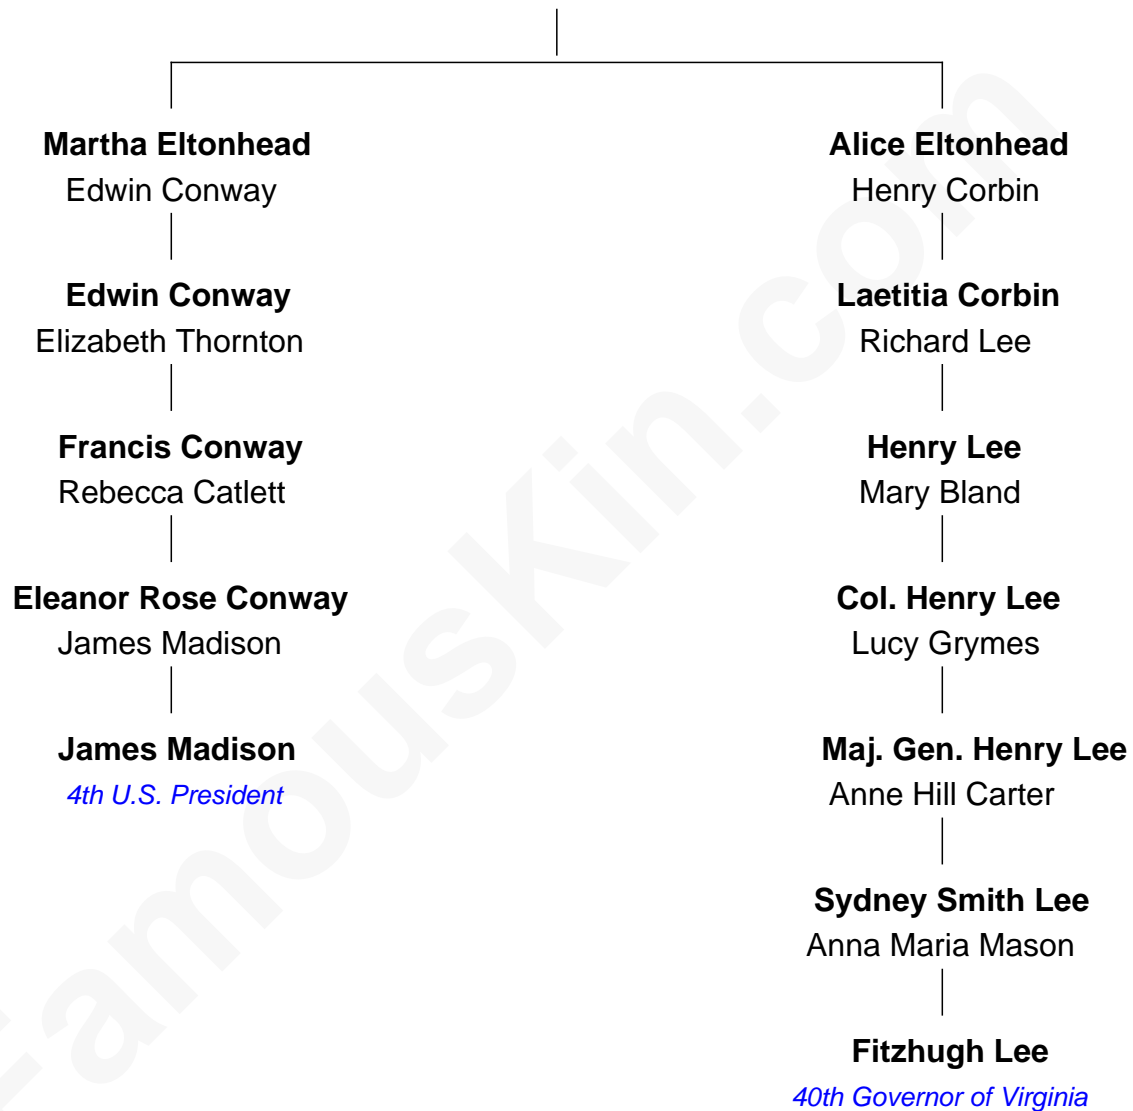 Martha Eltonhead
Edwin Conway
Edwin Conway
Elizabeth Thornton
Francis Conway
Rebecca Catlett
Eleanor Rose Conway
James Madison
James Madison
4th U.S. President
Alice Eltonhead
Henry Corbin
Laetitia Corbin
Richard Lee
Henry Lee
Mary Bland
Col. Henry Lee
Lucy Grymes
Maj. Gen. Henry Lee
Anne Hill Carter
Sydney Smith Lee
Anna Maria Mason
Fitzhugh Lee
40th Governor of Virginia
FamousKin.com